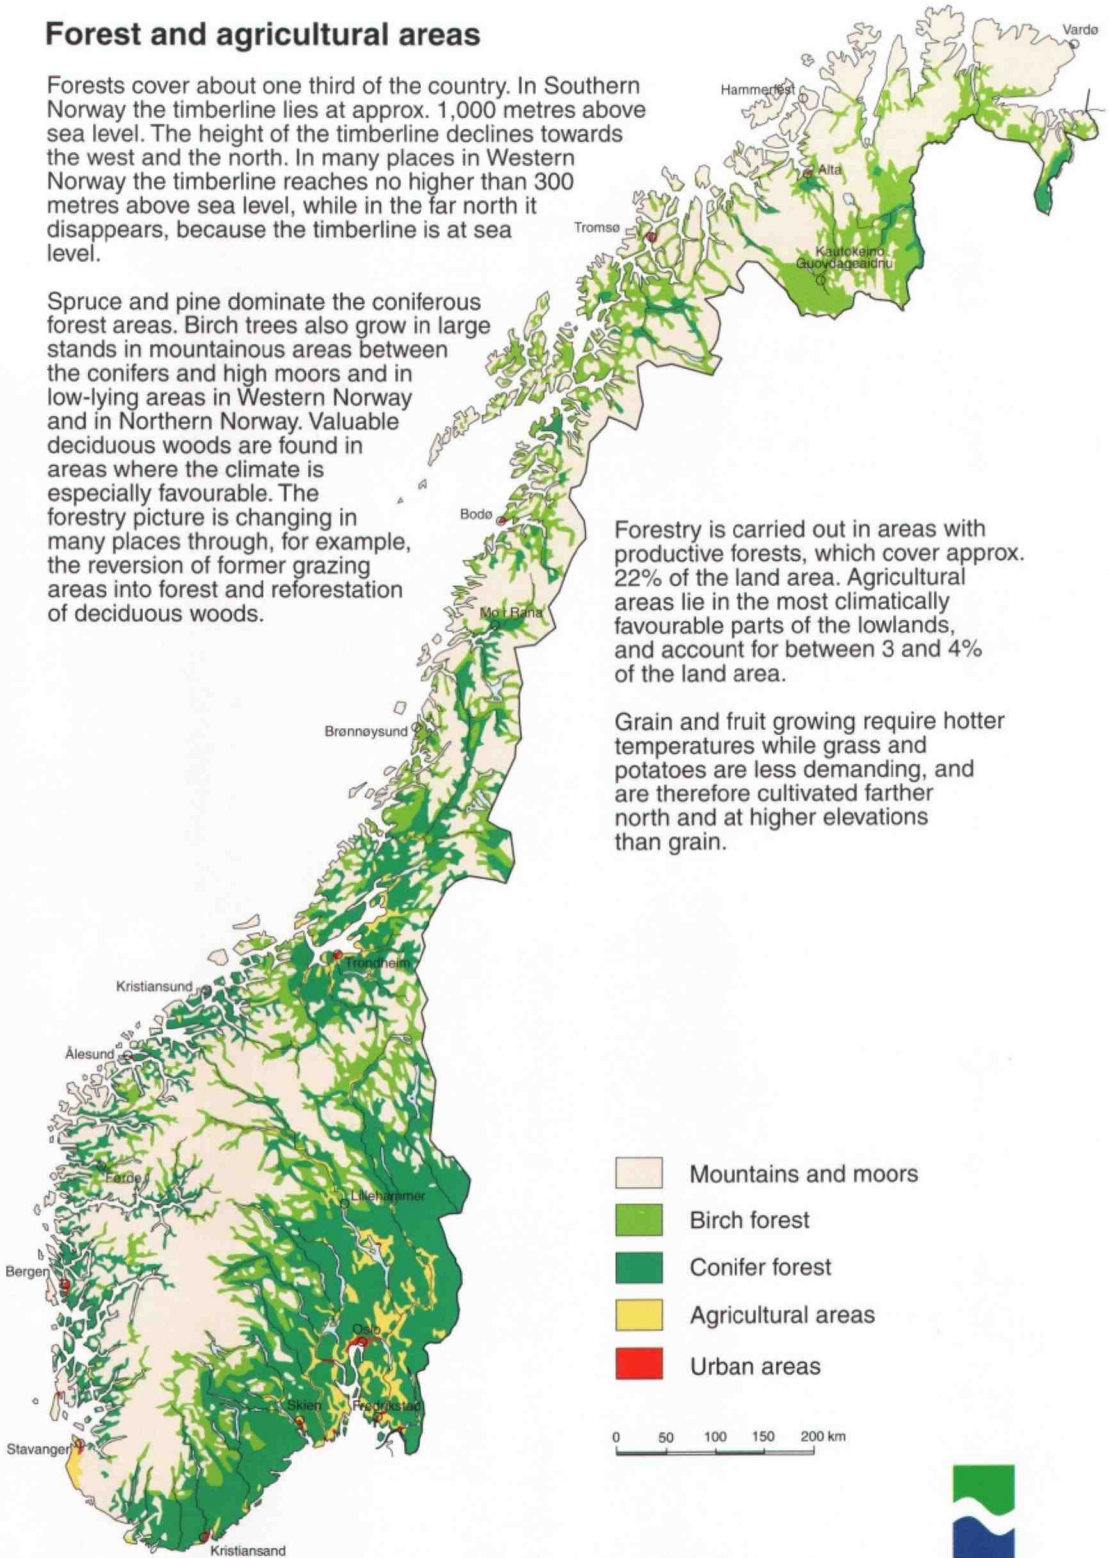 Forest and agricultural areas
Forests cover about one third of the country. In Southern
Norway the timberline lies at approx. 1,000 metres above
sea level. The height of the timberline declines towards
the west and the north. In many places in Western
Norway the timberline reaches no higher than 300
metres above sea level, while in the far north it
disappears, because the timberline is at sea
level.
Spruce and pine dominate the coniferous
forest areas. Birch trees also grow in large
stands in mountainous areas between
the conifers and high moors and in
low-lying areas in Western Norway
and in Northern Norway. Valuable
deciduous woods are found in
areas where the climate is
especially favourable. The
forestry picture is changing in
many places through, for example,
the reversion of former grazing
areas into forest and reforestation
of deciduous woods.
Forestry is carried out in areas with
productive forests, which cover approx.
22% of the land area. Agricultural
areas lie in the most climatically
favourable parts of the lowlands,
and account for between 3 and 4%
of the land area.
Grain and fruit growing require hotter
temperatures while grass and
potatoes are less demanding, and
are therefore cultivated farther
north and at higher elevations
than grain.
Vardø
Hammerfest
Alta
Tromsø
Kautokeino
Guovdageaidnu
Bodø
Mo i Rana
Brønnøysund
Trondheim
Kristiansund
Ålesund
Førde
Lillehammer
Bergen
Oslo
Skien
Fredrikstad
Stavanger
Kristiansand
Mountains and moors
Birch forest
Conifer forest
Agricultural areas
Urban areas
0 50 100 150 200 km